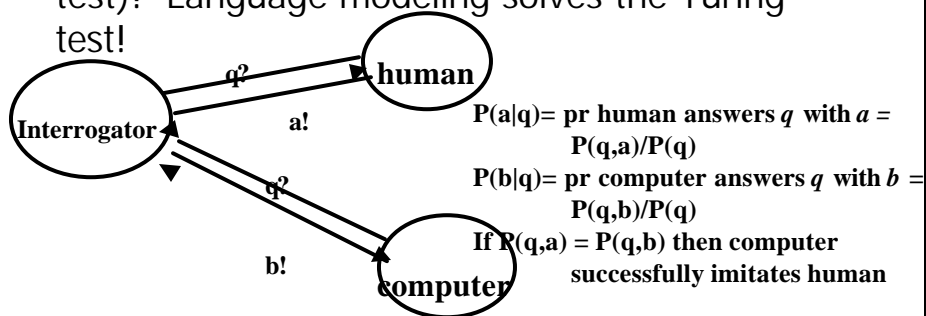 test)? Language modeling solves the Turing
test!
q?
human
a!
Interrogator
P(a|q)= pr human answers q with a =
P(q,a)/P(q)
P(b|q)= pr computer answers q with b =
P(q,b)/P(q)
If P(q,a) = P(q,b) then computer
successfully imitates human
q?
b!
computer